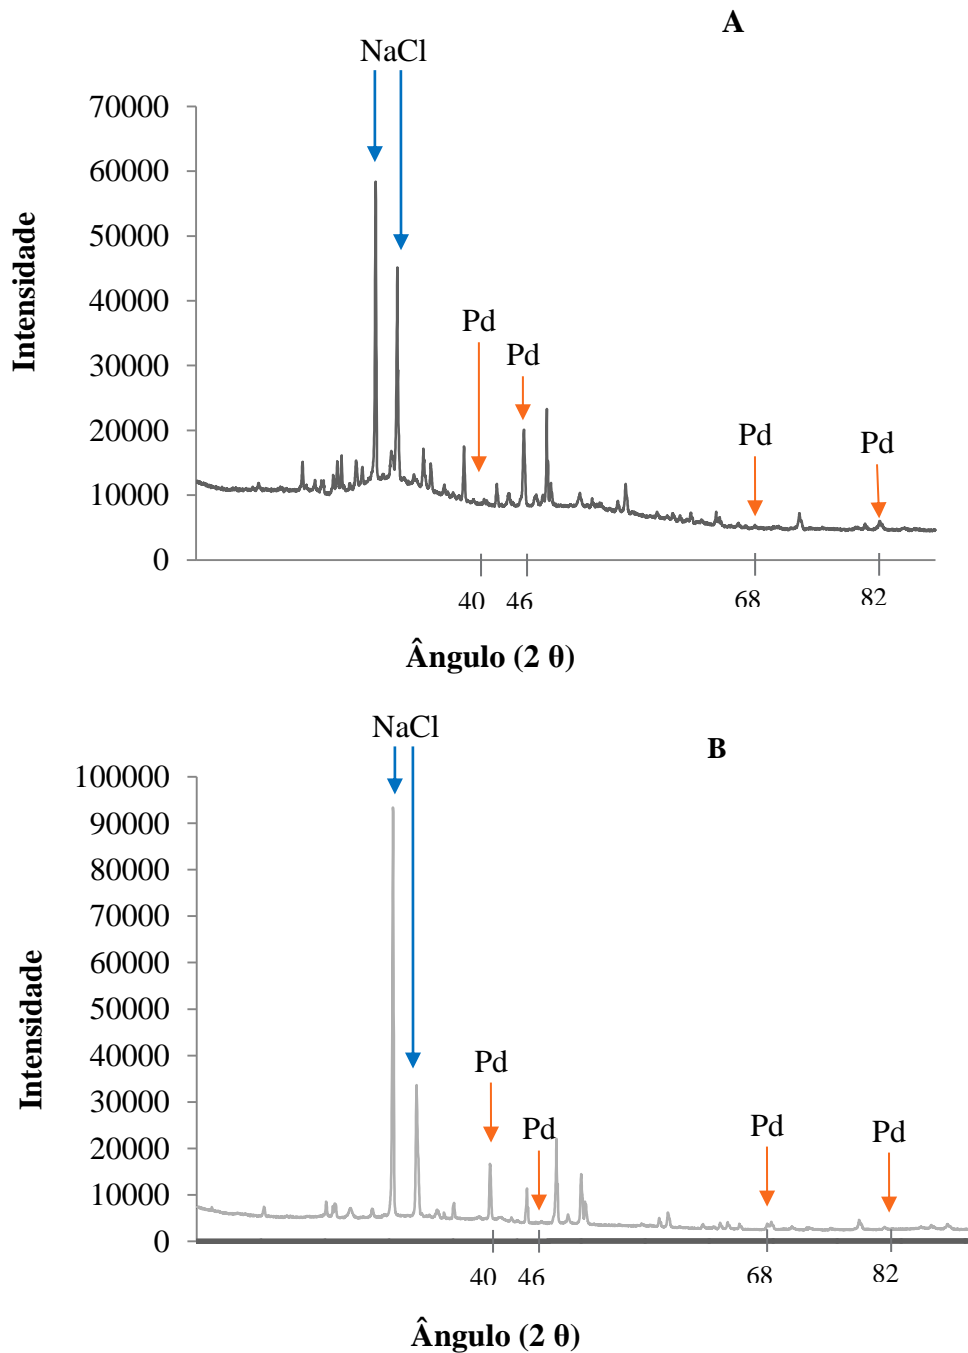 A
NaCl
70000
60000
50000
40000
30000
20000
10000
0
Intensidade
Pd
Pd
Pd
Pd
40 46 68 82
Ângulo (2 θ)
NaCl
B
100000
90000
80000
70000
60000
50000
40000
30000
20000
10000
0
Intensidade
Pd
Pd
Pd
Pd
40 46 68 82
Ângulo (2 θ)